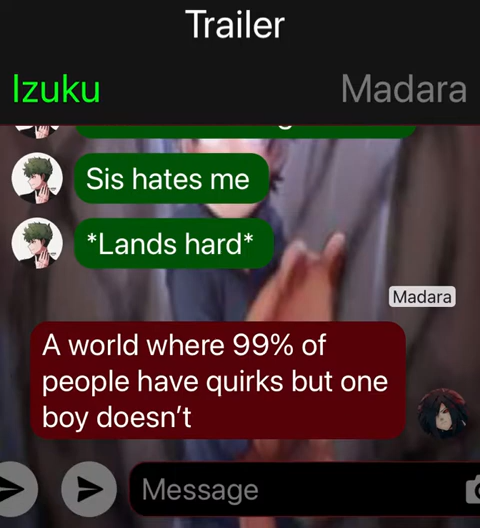 Trailer
Izuku Madara
Sis hates me
*Lands hard*
Madara
A world where 99% of
people have quirks but one
boy doesn't
Message